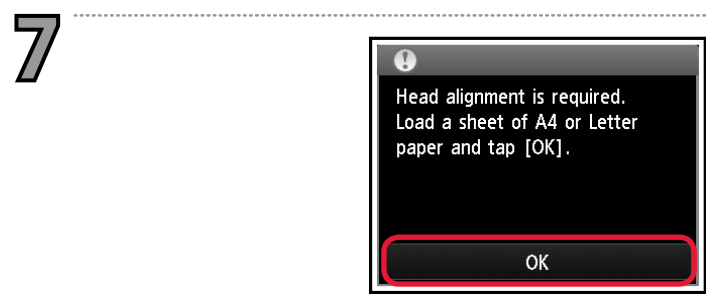 7
Head alignment is required.
Load a sheet of A4 or Letter
paper and tap [OK].
OK